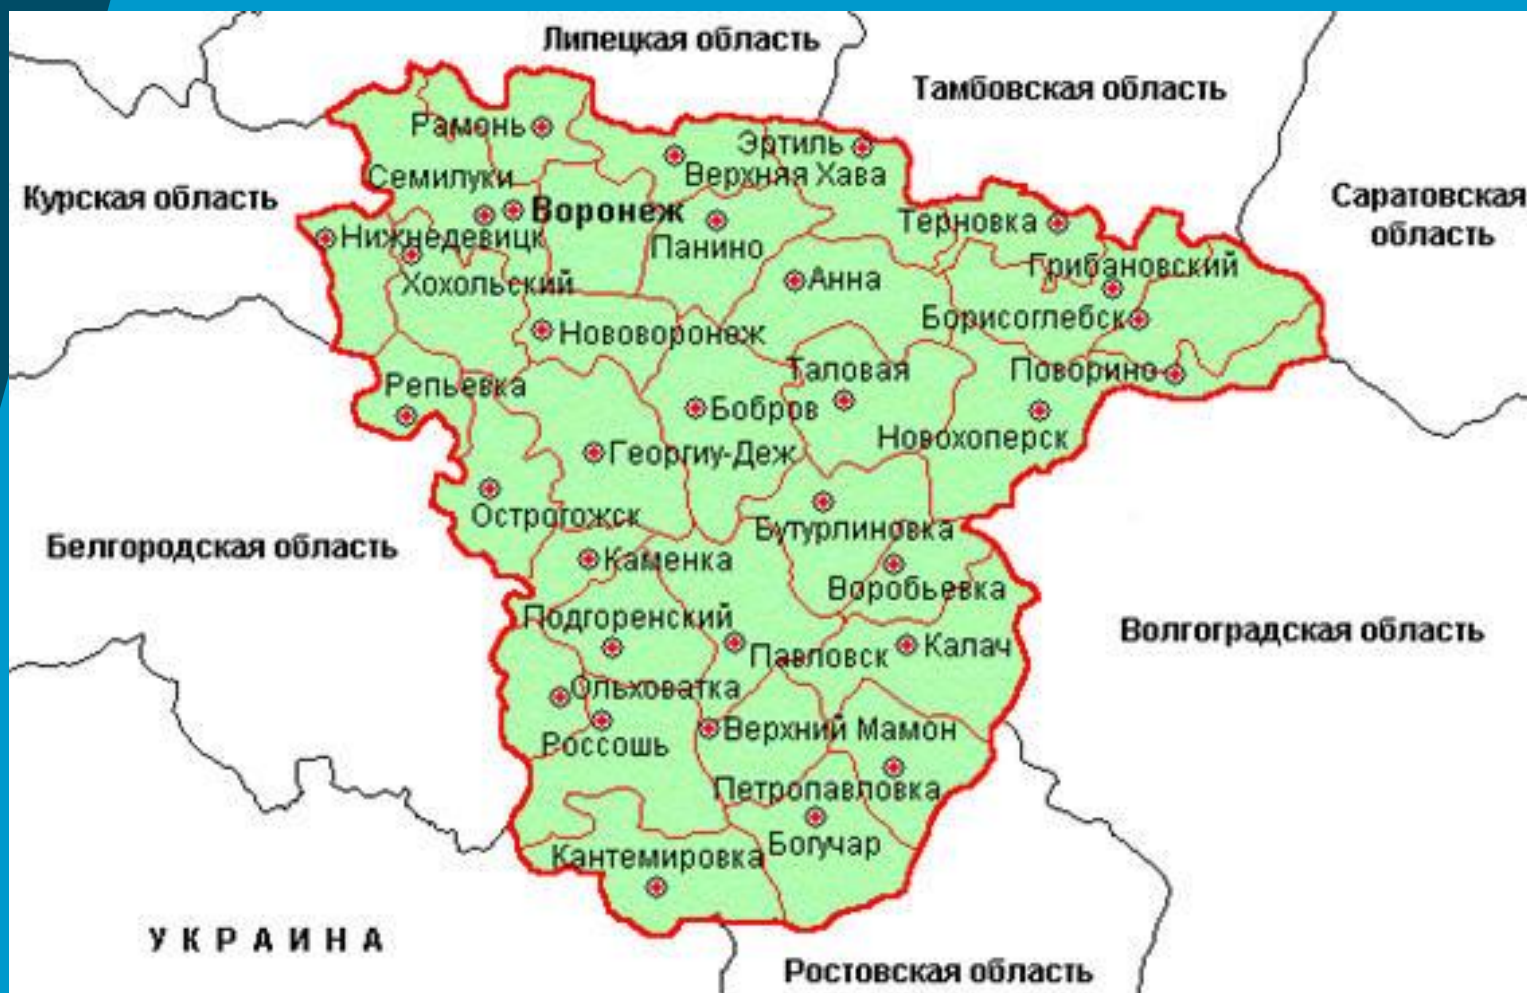 Липецкая область
Тамбовская область
Рамонь
Эртиль
Семилуки
Верхняя Хава
Курская область
Саратовская
область
Воронеж
Терновка
Нижнедевицк
Панино
Грибановский
Хохольский
Анна
Борисоглебск
Нововоронеж
Таловая
Поворино
Репьевка
Бобров
Новохоперск
Георгиу-Деж
Острогожск
Бутурлиновка
Белгородская область
Каменка
Воробьевка
Подгоренский
Волгоградская область
Павловск
Калач
Ольховатка
Верхний Мамон
Россошь
Петропавловка
Богучар
Кантемировка
УКРАИНА
Ростовская область